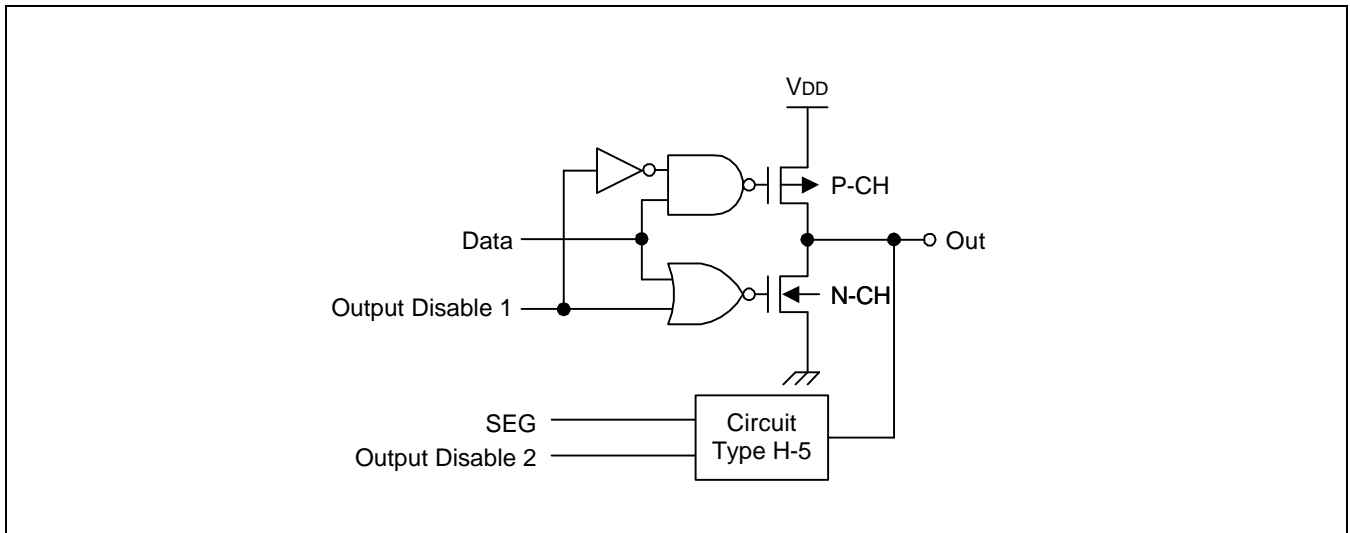 VDD
P-CH
Data
Out
Output Disable 1
N-CH
SEG
Output Disable 2
Circuit
Type H-5